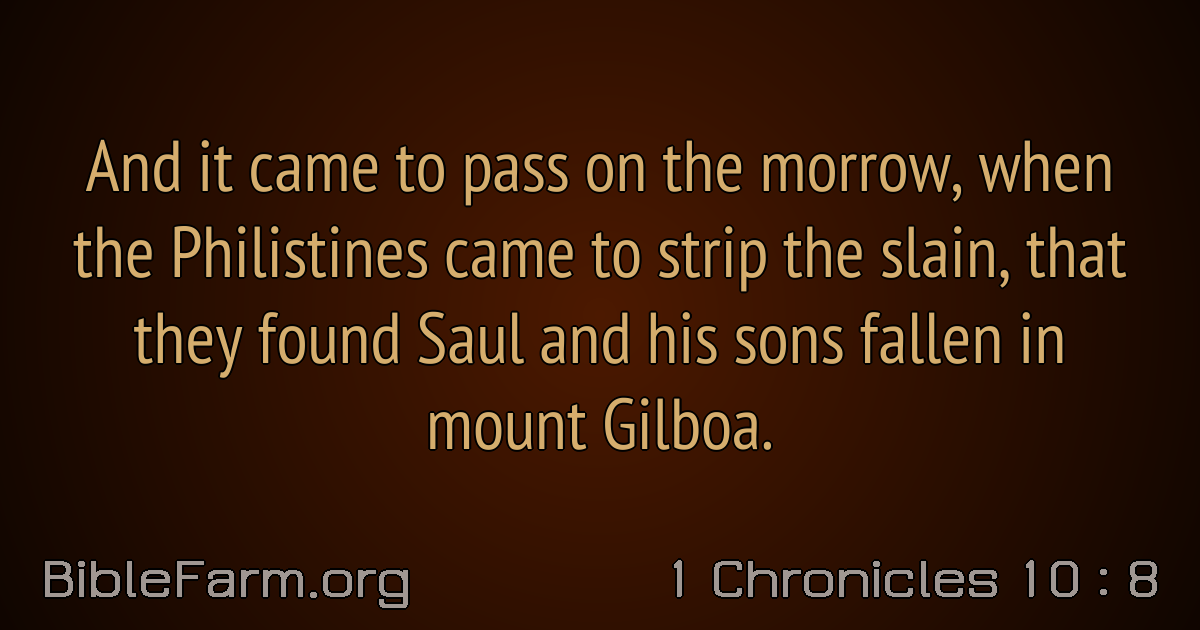 And it came to pass on the morrow, when
the Philistines came to strip the slain, that
they found Saul and his sons fallen in
mount Gilboa.
BibleFarm.org
1 Chronicles 10 : 8